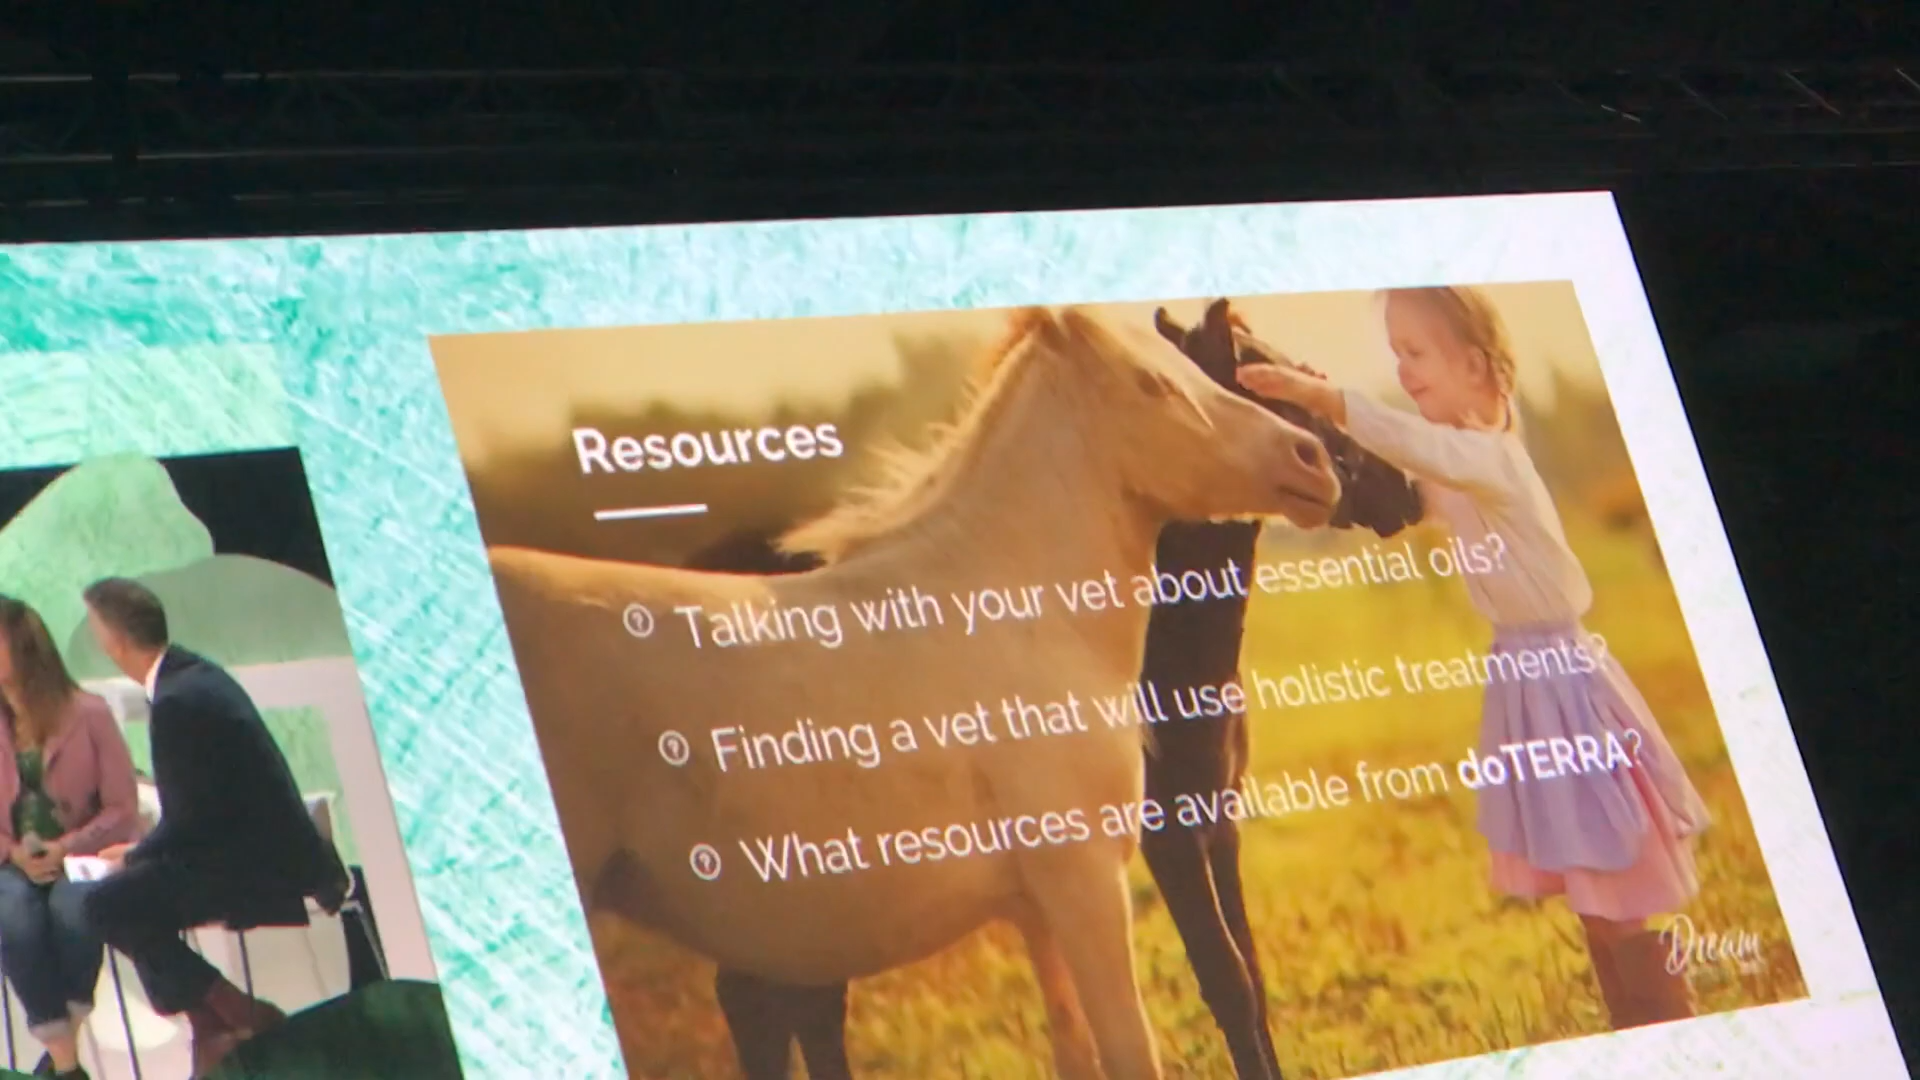 Resources
Talking with your vet about essential oils?
Finding a vet that will use holistic treatments?
What resources are available from doTERRA?
Dream